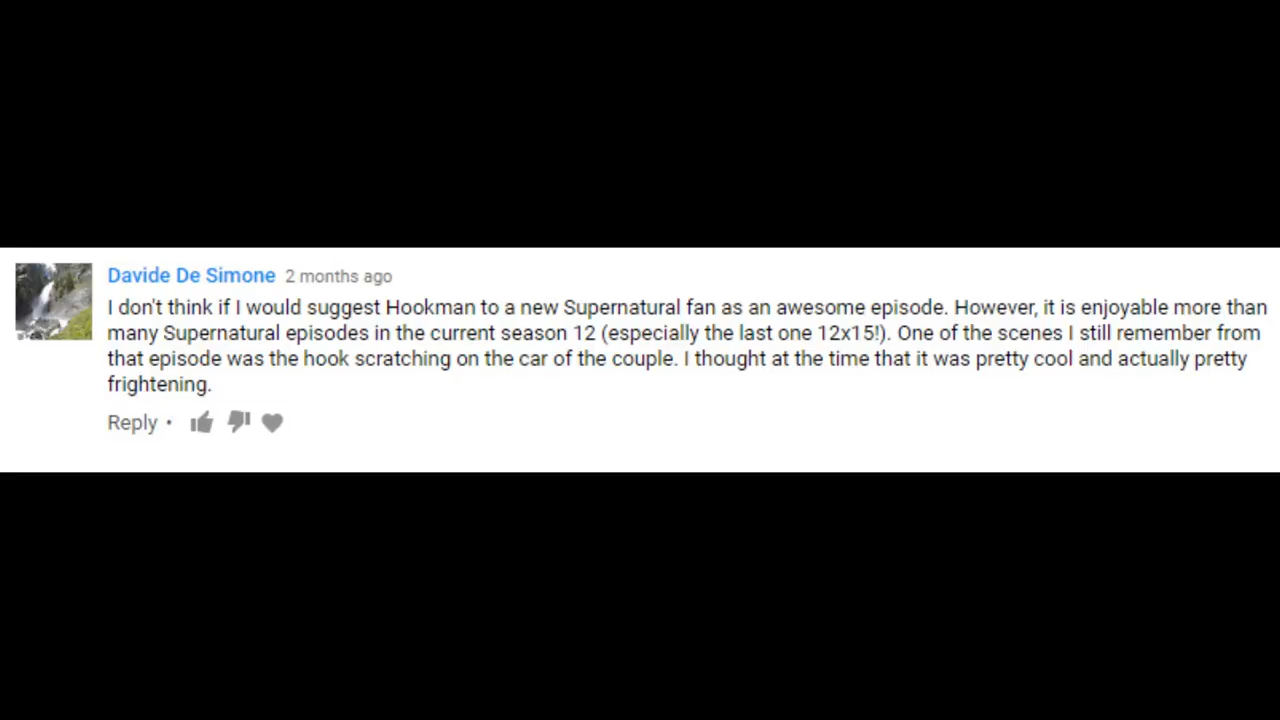 Davide De Simone 2 months ago
I don't think if I would suggest Hookman to a new Supernatural fan as an awesome episode. However, it is enjoyable more than
many Supernatural episodes in the current season 12 (especially the last one 12x15!). One of the scenes I still remember from
that episode was the hook scratching on the car of the couple. I thought at the time that it was pretty cool and actually pretty
frightening.
Reply •